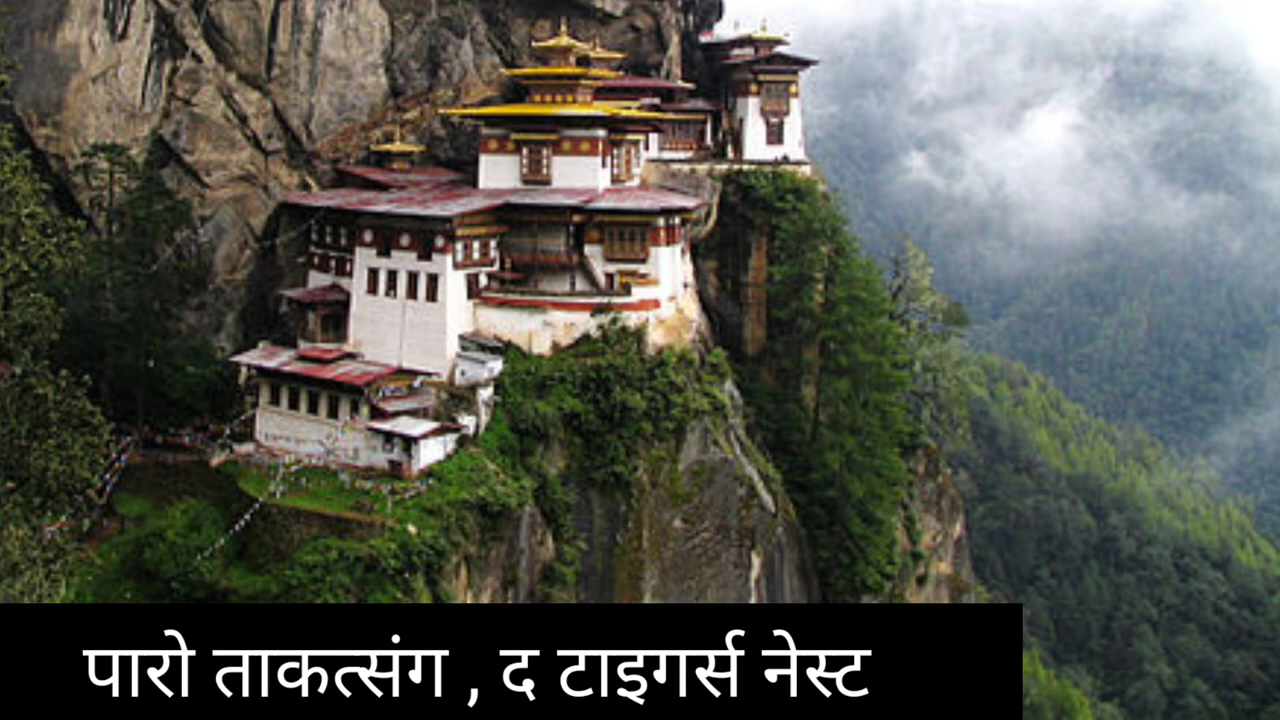 पारो ताकत्संग , द टाइगर्स नेस्ट